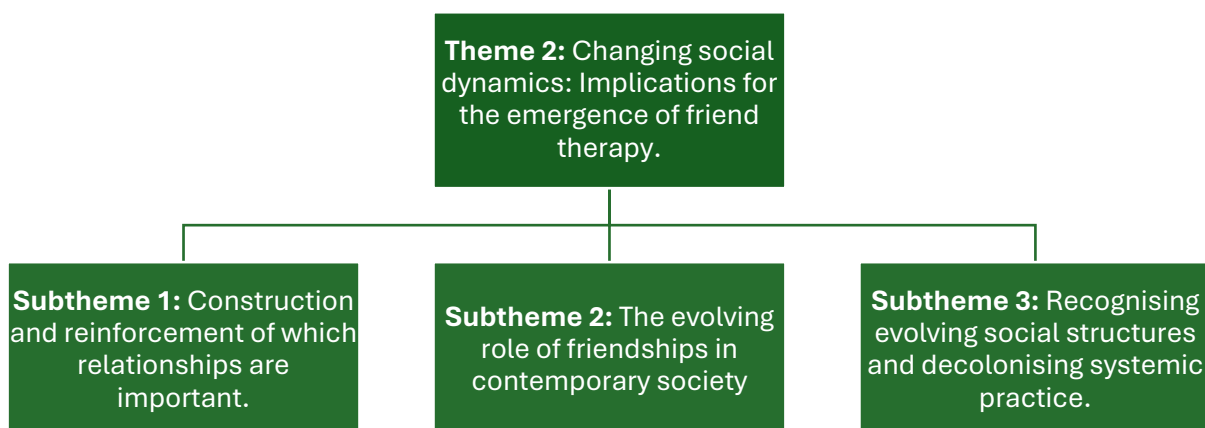 Theme 2: Changing social
dynamics: Implications for
the emergence of friend
therapy.
Subtheme 1: Construction
and reinforcement of which
relationships are
important.
Subtheme 2: The evolving
role of friendships in
contemporary society
Subtheme 3: Recognising
evolving social structures
and decolonising systemic
practice.